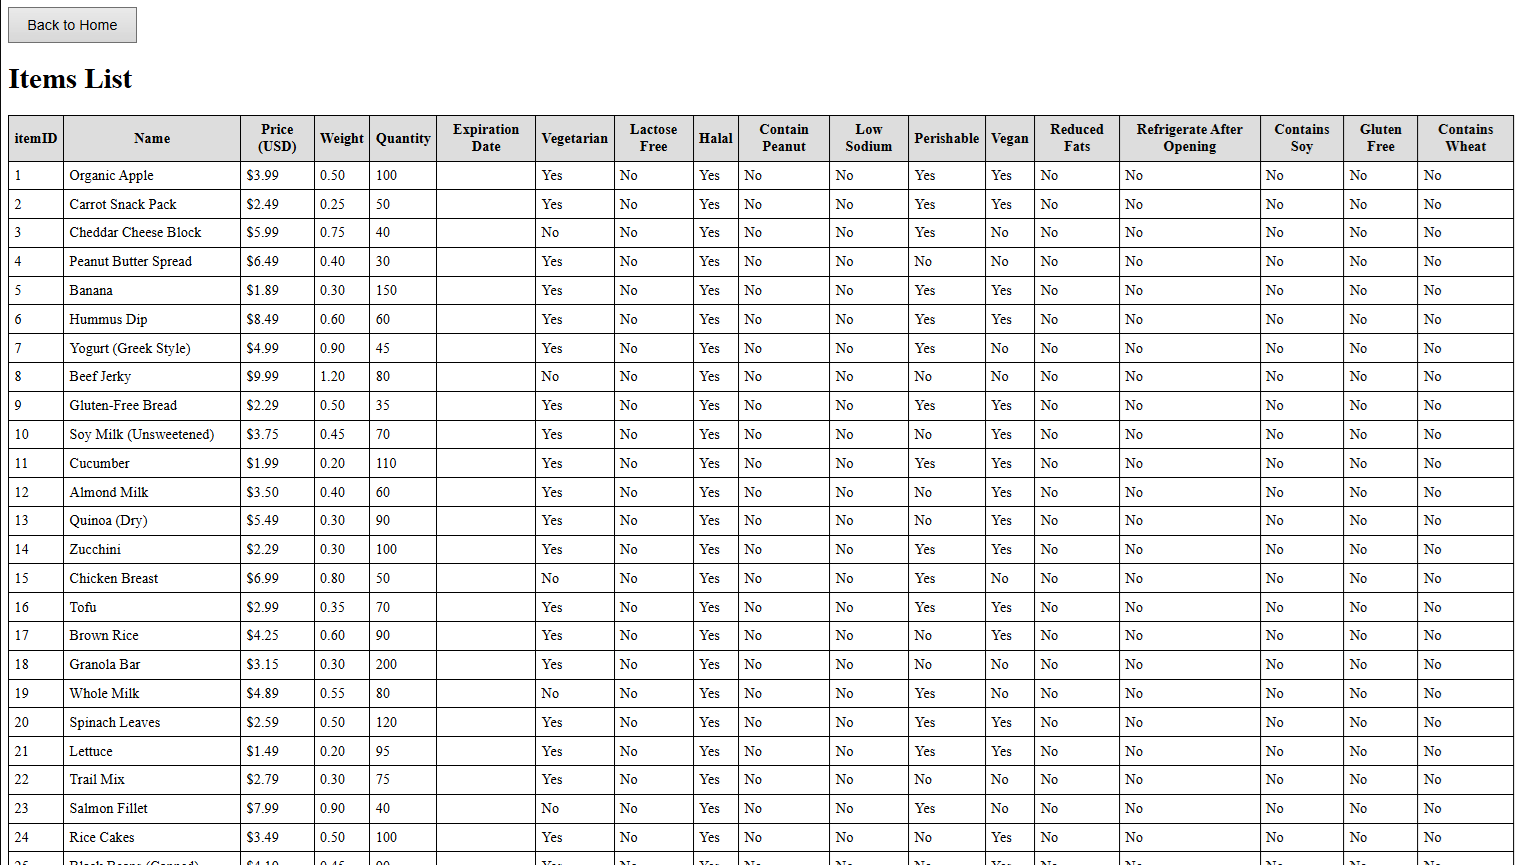 Back to Home
Items List
itemID Name Price (USD) Weight Quantity Expiration Date Vegetarian Lactose Free Halal Contain Peanut Low Sodium Perishable Vegan Reduced Fats Refrigerate After Opening Contains Soy Gluten Free Contains Wheat
1 Organic Apple $3.99 0.50 100 Yes No Yes No No Yes Yes No No No No No
2 Carrot Snack Pack $2.49 0.25 50 Yes No Yes No No Yes Yes No No No No No
3 Cheddar Cheese Block $5.99 0.75 40 No No Yes No No Yes No No No No No No
4 Peanut Butter Spread $6.49 0.40 30 Yes No Yes No No No No No No No No No
5 Banana $1.89 0.30 150 Yes No Yes No No Yes Yes No No No No No
6 Hummus Dip $8.49 0.60 60 Yes No Yes No No Yes Yes No No No No No
7 Yogurt (Greek Style) $4.99 0.90 45 Yes No Yes No No Yes No No No No No No
8 Beef Jerky $9.99 1.20 80 No No Yes No No No No No No No No No
9 Gluten-Free Bread $2.29 0.50 35 Yes No Yes No No Yes Yes No No No No No
10 Soy Milk (Unsweetened) $3.75 0.45 70 Yes No Yes No No No Yes No No No No No
11 Cucumber $1.99 0.20 110 Yes No Yes No No Yes Yes No No No No No
12 Almond Milk $3.50 0.40 60 Yes No Yes No No No Yes No No No No No
13 Quinoa (Dry) $5.49 0.30 90 Yes No Yes No No No Yes No No No No No
14 Zucchini $2.29 0.30 100 Yes No Yes No No Yes Yes No No No No No
15 Chicken Breast $6.99 0.80 50 No No Yes No No Yes No No No No No No
16 Tofu $2.99 0.35 70 Yes No Yes No No Yes Yes No No No No No
17 Brown Rice $4.25 0.60 90 Yes No Yes No No No Yes No No No No No
18 Granola Bar $3.15 0.30 200 Yes No Yes No No No No No No No No No
19 Whole Milk $4.89 0.55 80 No No Yes No No Yes No No No No No No
20 Spinach Leaves $2.59 0.50 120 Yes No Yes No No Yes Yes No No No No No
21 Lettuce $1.49 0.20 95 Yes No Yes No No Yes Yes No No No No No
22 Trail Mix $2.79 0.30 75 Yes No Yes No No No No No No No No No
23 Salmon Fillet $7.99 0.90 40 No No Yes No No Yes No No No No No No
24 Rice Cakes $3.49 0.50 100 Yes No Yes No No No Yes No No No No No